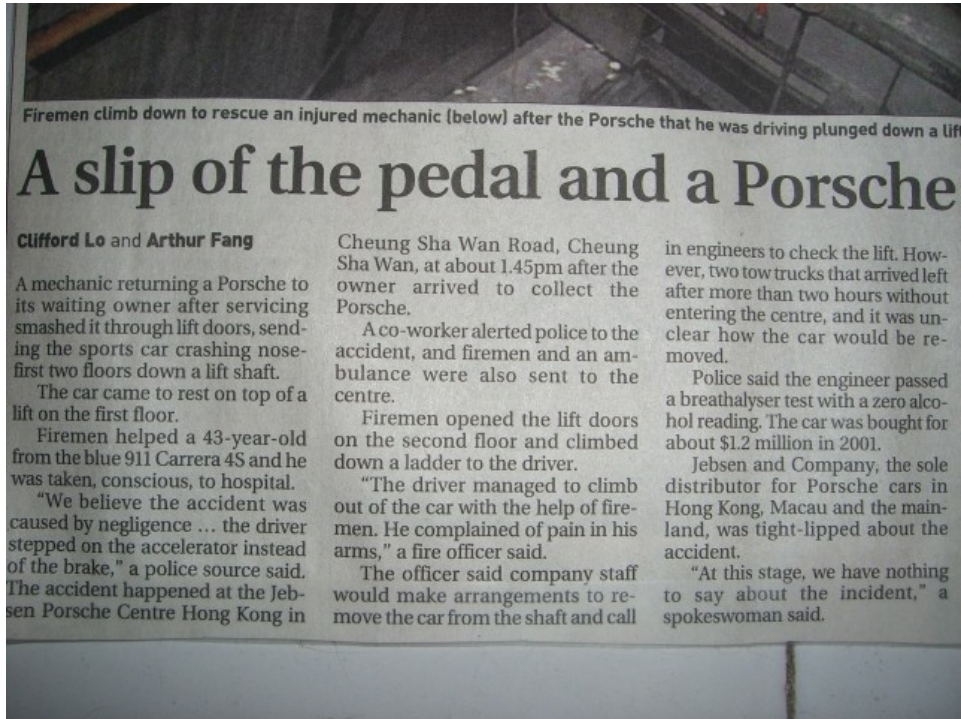 Firemen climb down to rescue an injured mechanic (below) after the Porsche that he was driving plunged down a lift
A slip of the pedal and a Porsche
Clifford Lo and Arthur Fang
A mechanic returning a Porsche to
its waiting owner after servicing
smashed it through lift doors, send-
ing the sports car crashing nose-
first two floors down a lift shaft.
The car came to rest on top of a
lift on the first floor.
Firemen helped a 43-year-old
from the blue 911 Carrera 4S and he
was taken, conscious, to hospital.
“We believe the accident was
caused by negligence ... the driver
stepped on the accelerator instead
of the brake,” a police source said.
The accident happened at the Jeb-
sen Porsche Centre Hong Kong in
Cheung Sha Wan Road, Cheung
Sha Wan, at about 1.45pm after the
owner arrived to collect the
Porsche.
A co-worker alerted police to the
accident, and firemen and an am-
bulance were also sent to the
centre.
Firemen opened the lift doors
on the second floor and climbed
down a ladder to the driver.
“The driver managed to climb
out of the car with the help of fire-
men. He complained of pain in his
arms,” a fire officer said.
The officer said company staff
would make arrangements to re-
move the car from the shaft and call
in engineers to check the lift. How-
ever, two tow trucks that arrived left
after more than two hours without
entering the centre, and it was un-
clear how the car would be re-
moved.
Police said the engineer passed
a breathalyser test with a zero alco-
hol reading. The car was bought for
about $1.2 million in 2001.
Jebsen and Company, the sole
distributor for Porsche cars in
Hong Kong, Macau and the main-
land, was tight-lipped about the
accident.
“At this stage, we have nothing
to say about the incident,” a
spokeswoman said.